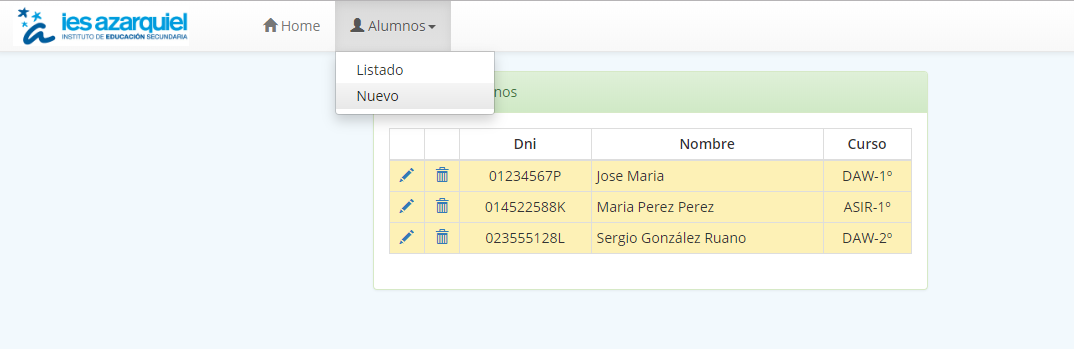 ies azarquiel
INSTITUTO DE EDUCACIÓN SECUNDARIA
Home
Alumnos
Listado
Nuevo
nos
Dni Nombre Curso
01234567P Jose Maria DAW-1º
014522588K Maria Perez Perez ASIR-1º
023555128L Sergio González Ruano DAW-2º